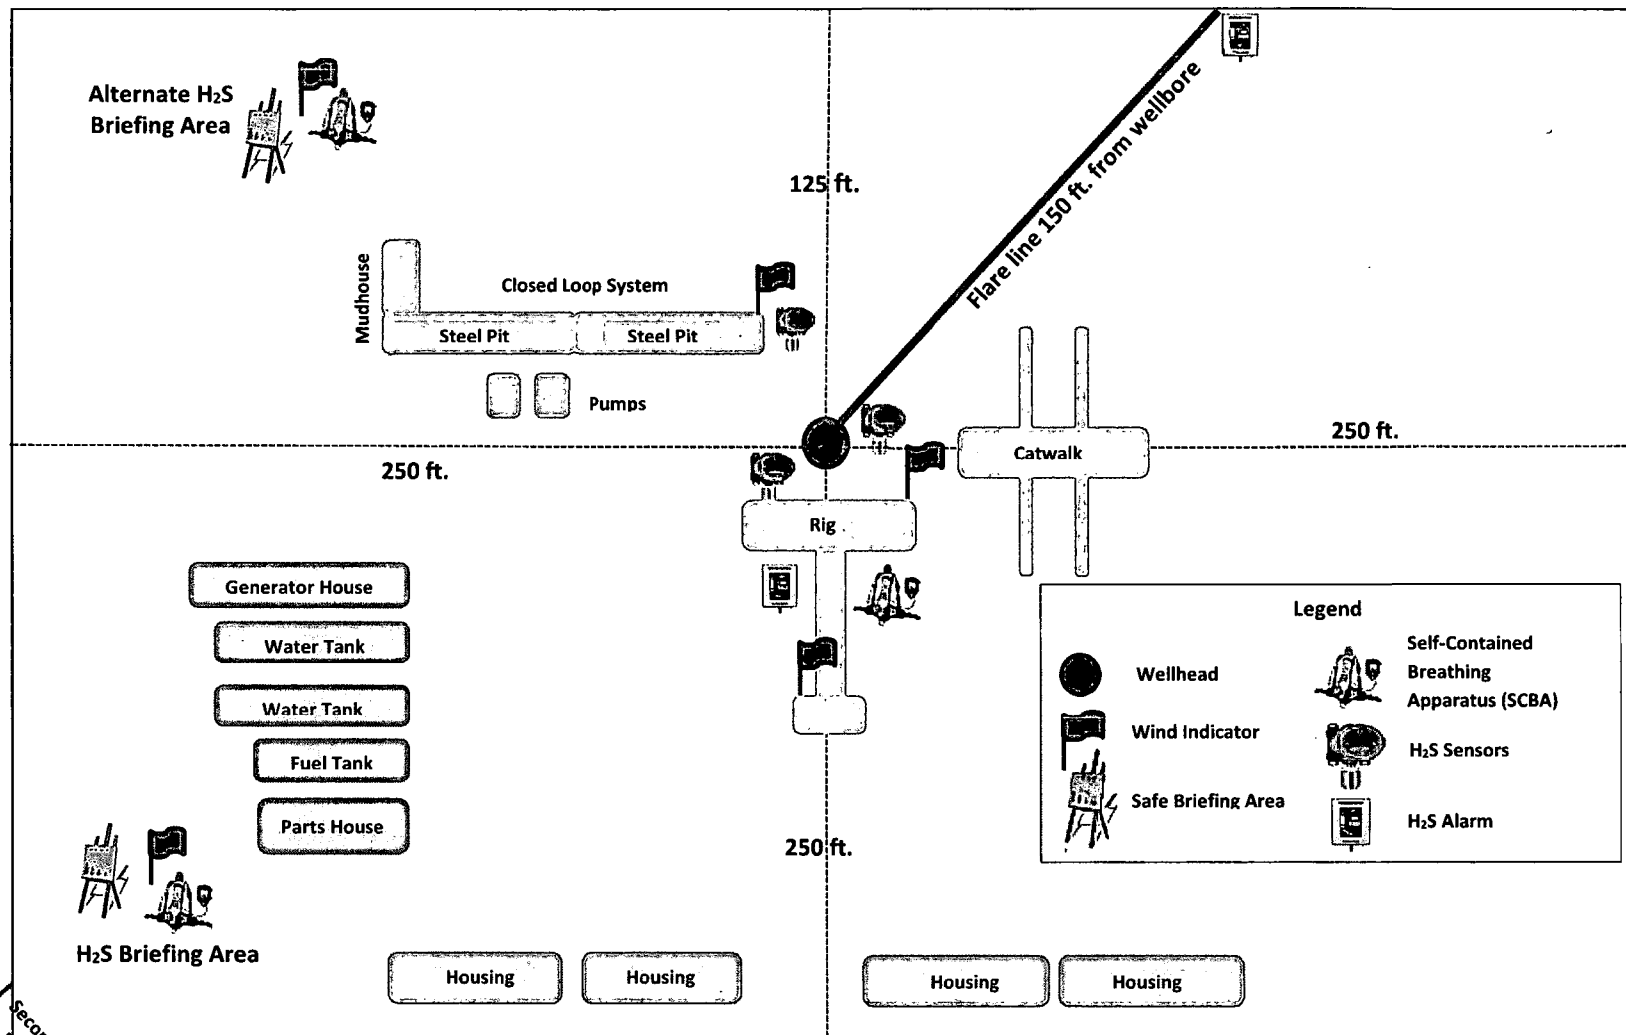 Alternate H₂S
Briefing Area
125 ft.
Flare line 150 ft. from wellbore
Mudhouse
Closed Loop System
Steel Pit
Steel Pit
Pumps
250 ft.
250 ft.
Catwalk
Rig
Generator House
Water Tank
Water Tank
Fuel Tank
Parts House
H₂S Briefing Area
250 ft.
Housing
Housing
Housing
Housing
Legend
Wellhead
Wind Indicator
Safe Briefing Area
Self-Contained
Breathing
Apparatus (SCBA)
H₂S Sensors
H₂S Alarm